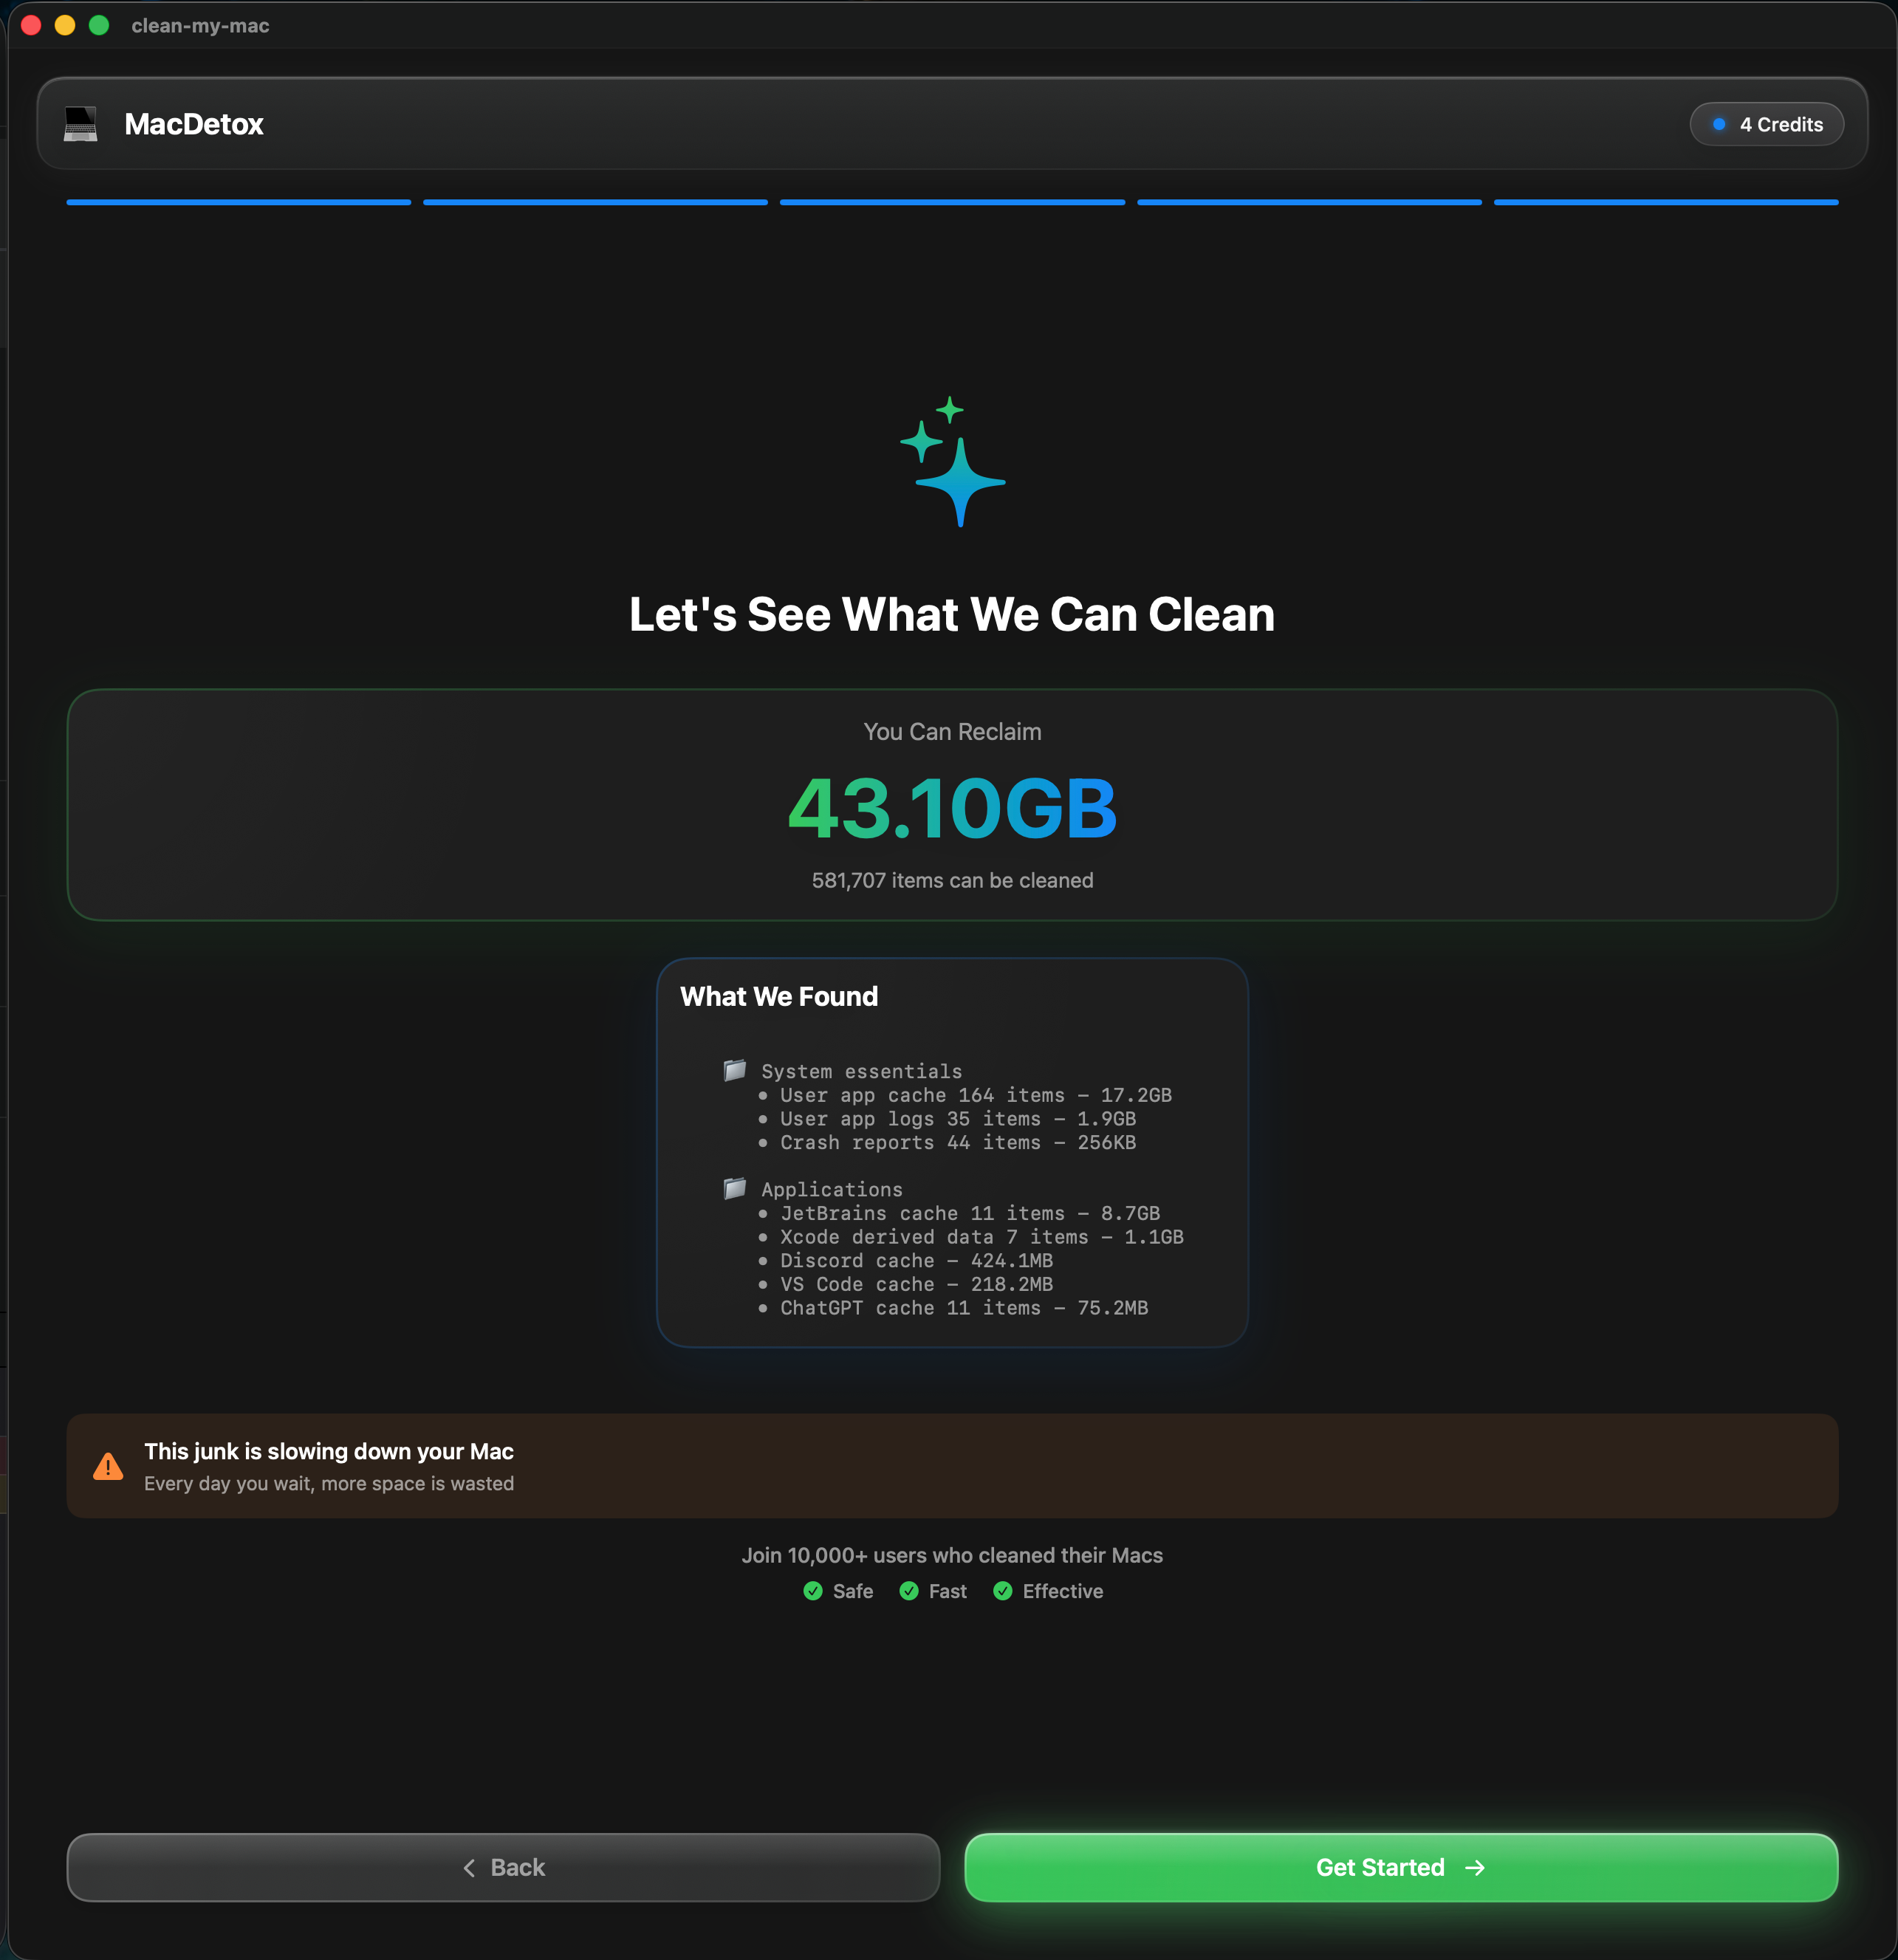 clean-my-mac
MacDetox
4 Credits
Let's See What We Can Clean
You Can Reclaim
43.10GB
581,707 items can be cleaned
What We Found
System essentials
• User app cache 164 items – 17.2GB
• User app logs 35 items – 1.9GB
• Crash reports 44 items – 256KB
Applications
• JetBrains cache 11 items – 8.7GB
• Xcode derived data 7 items – 1.1GB
• Discord cache – 424.1MB
• VS Code cache – 218.2MB
• ChatGPT cache 11 items – 75.2MB
This junk is slowing down your Mac
Every day you wait, more space is wasted
Join 10,000+ users who cleaned their Macs
Safe Fast Effective
Back
Get Started